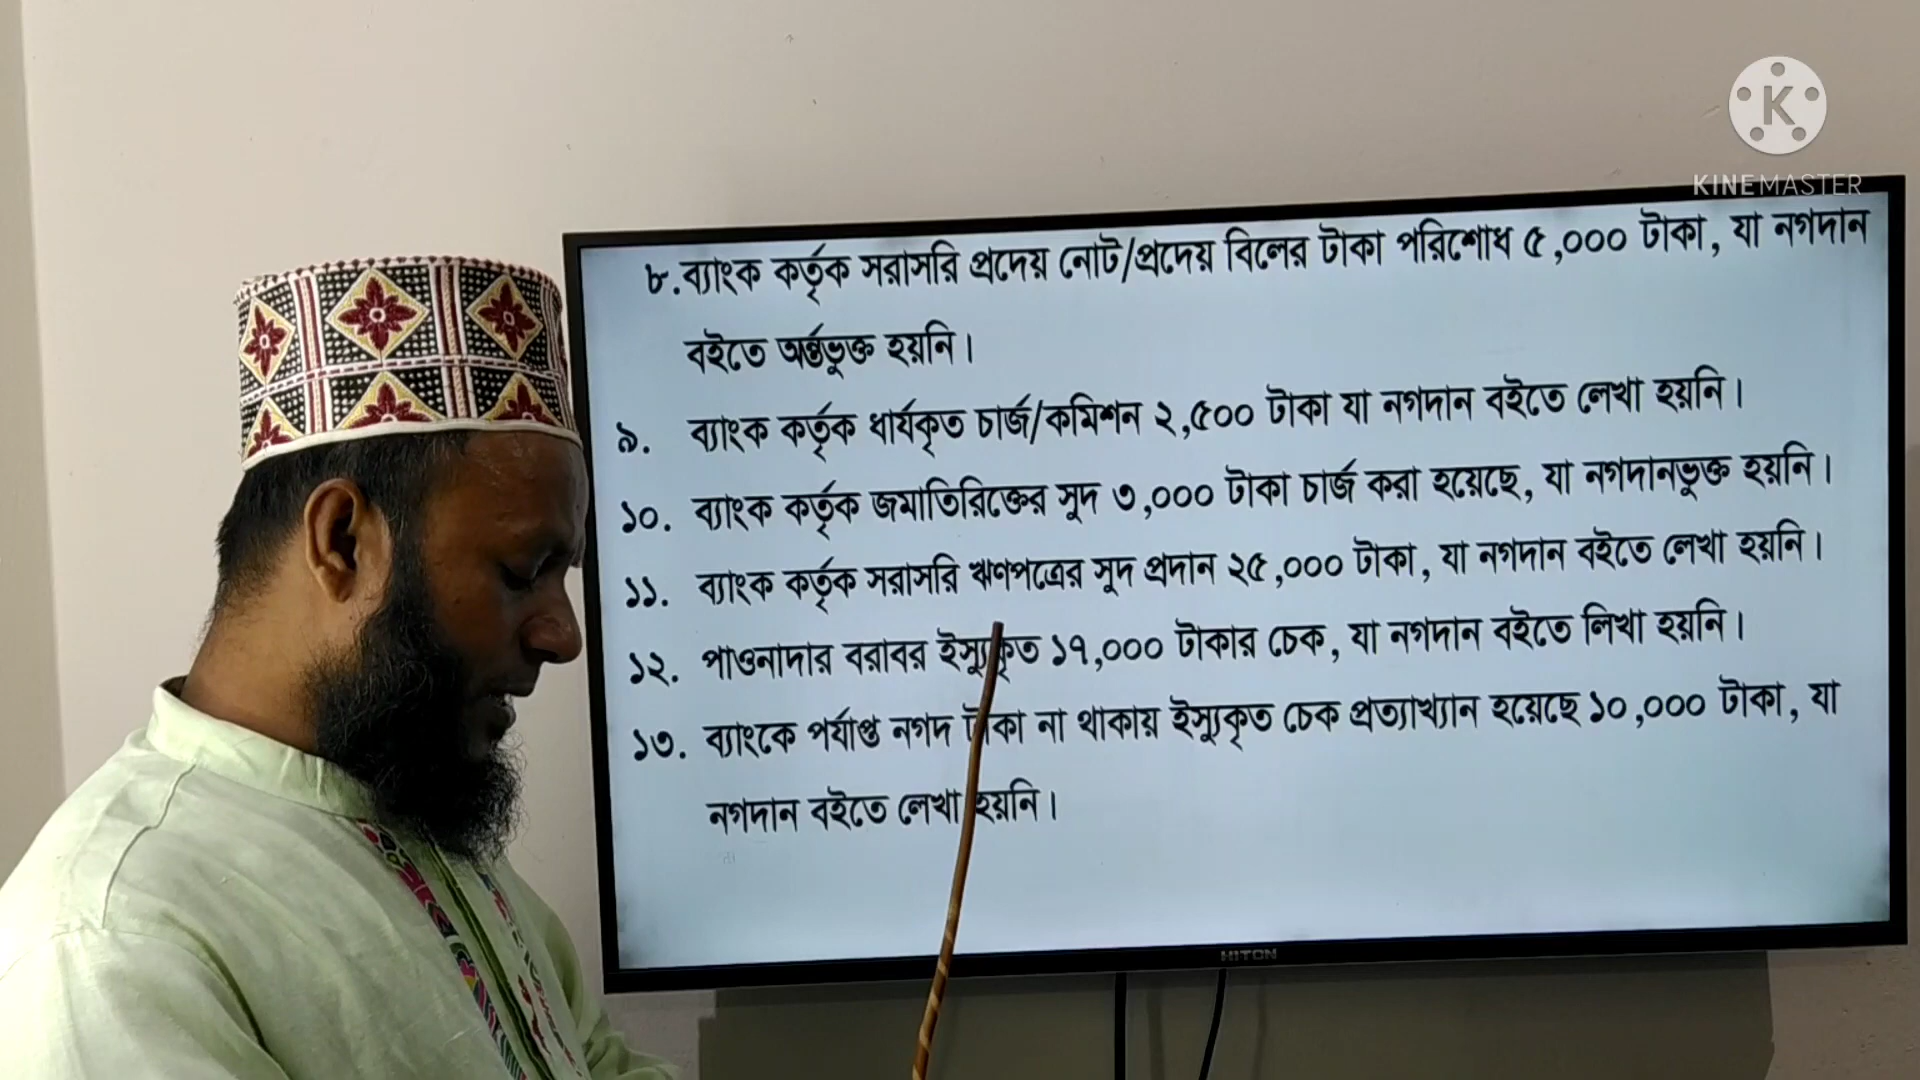 KINEMASTER
৮.ব্যাংক কর্তৃক সরাসরি প্রদেয় নোট/প্রদেয় বিলের টাকা পরিশোধ ৫,০০০ টাকা, যা নগদান
বইতে অর্ন্তভুক্ত হয়নি।
৯. ব্যাংক কর্তৃক ধার্যকৃত চার্জ/কমিশন ২,৫০০ টাকা যা নগদান বইতে লেখা হয়নি।
১০. ব্যাংক কর্তৃক জমাতিরিক্তের সুদ ৩,০০০ টাকা চার্জ করা হয়েছে, যা নগদানভুক্ত হয়নি।
১১. ব্যাংক কর্তৃক সরাসরি ঋণপত্রের সুদ প্রদান ২৫,০০০ টাকা, যা নগদান বইতে লেখা হয়নি।
১২. পাওনাদার বরাবর ইস্যুকৃত ১৭,০০০ টাকার চেক, যা নগদান বইতে লিখা হয়নি।
১৩. ব্যাংকে পর্যাপ্ত নগদ টাকা না থাকায় ইস্যুকৃত চেক প্রত্যাখ্যান হয়েছে ১০,০০০ টাকা, যা
নগদান বইতে লেখা হয়নি।
HITON